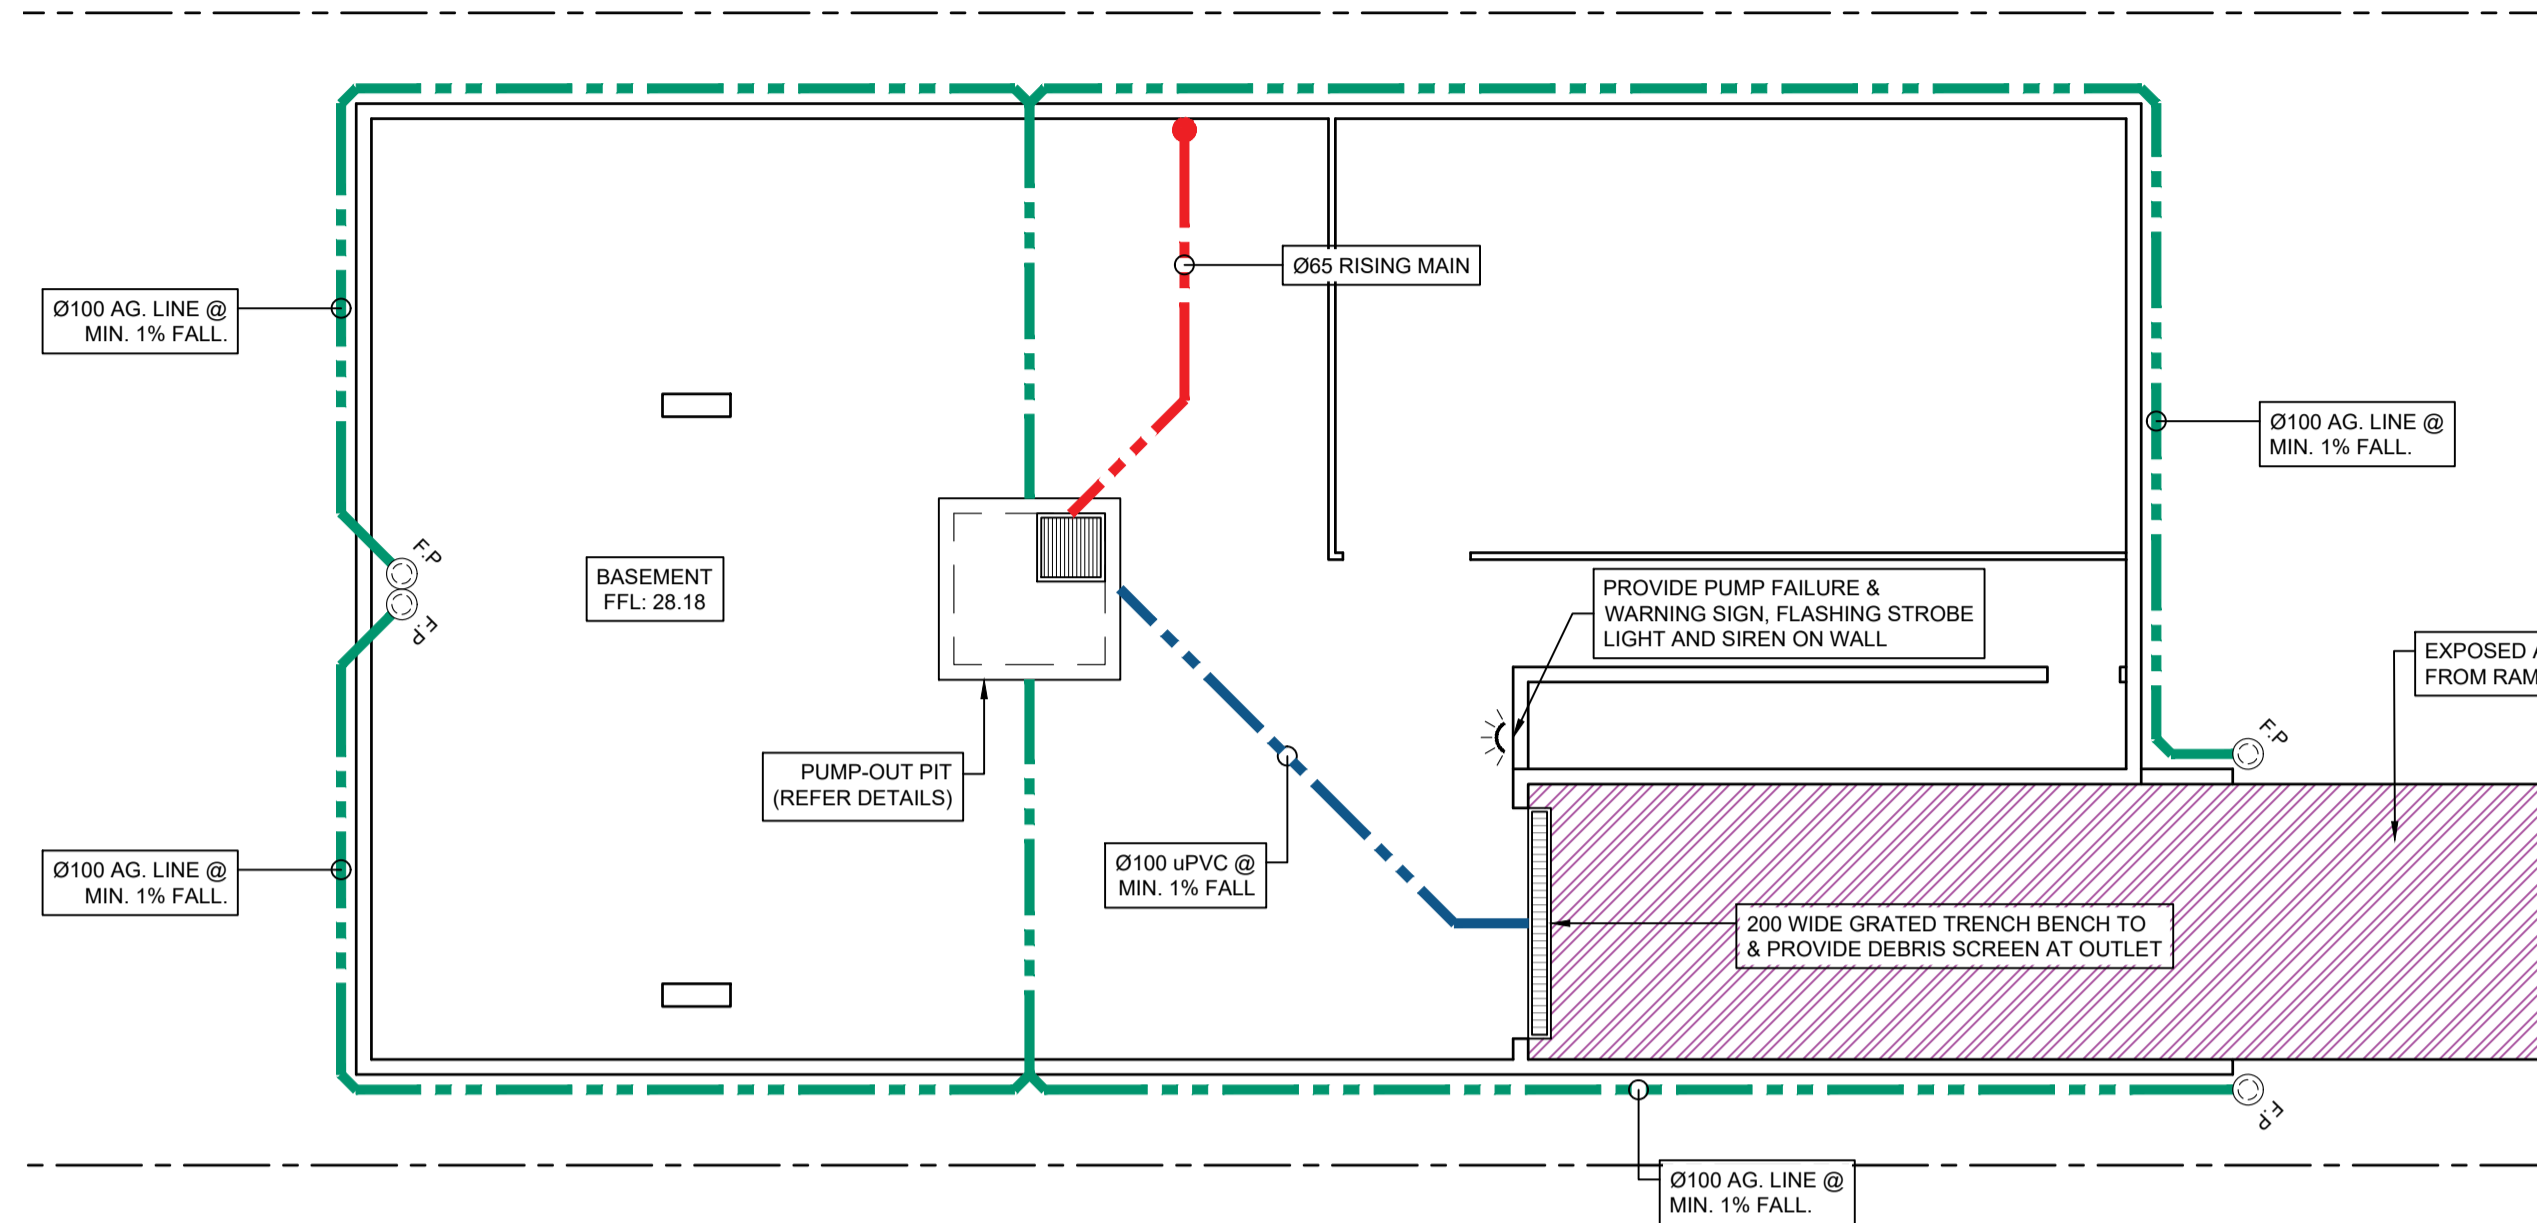 Ø65 RISING MAIN
Ø100 AG. LINE @
MIN. 1% FALL.
Ø100 AG. LINE @
MIN. 1% FALL.
F.P
F.P
BASEMENT
FFL: 28.18
PROVIDE PUMP FAILURE &
WARNING SIGN, FLASHING STROBE
LIGHT AND SIREN ON WALL
EXPOSED A
FROM RAM
F.P
PUMP-OUT PIT
(REFER DETAILS)
Ø100 uPVC @
MIN. 1% FALL
Ø100 AG. LINE @
MIN. 1% FALL.
200 WIDE GRATED TRENCH BENCH TO
& PROVIDE DEBRIS SCREEN AT OUTLET
F.P
Ø100 AG. LINE @
MIN. 1% FALL.